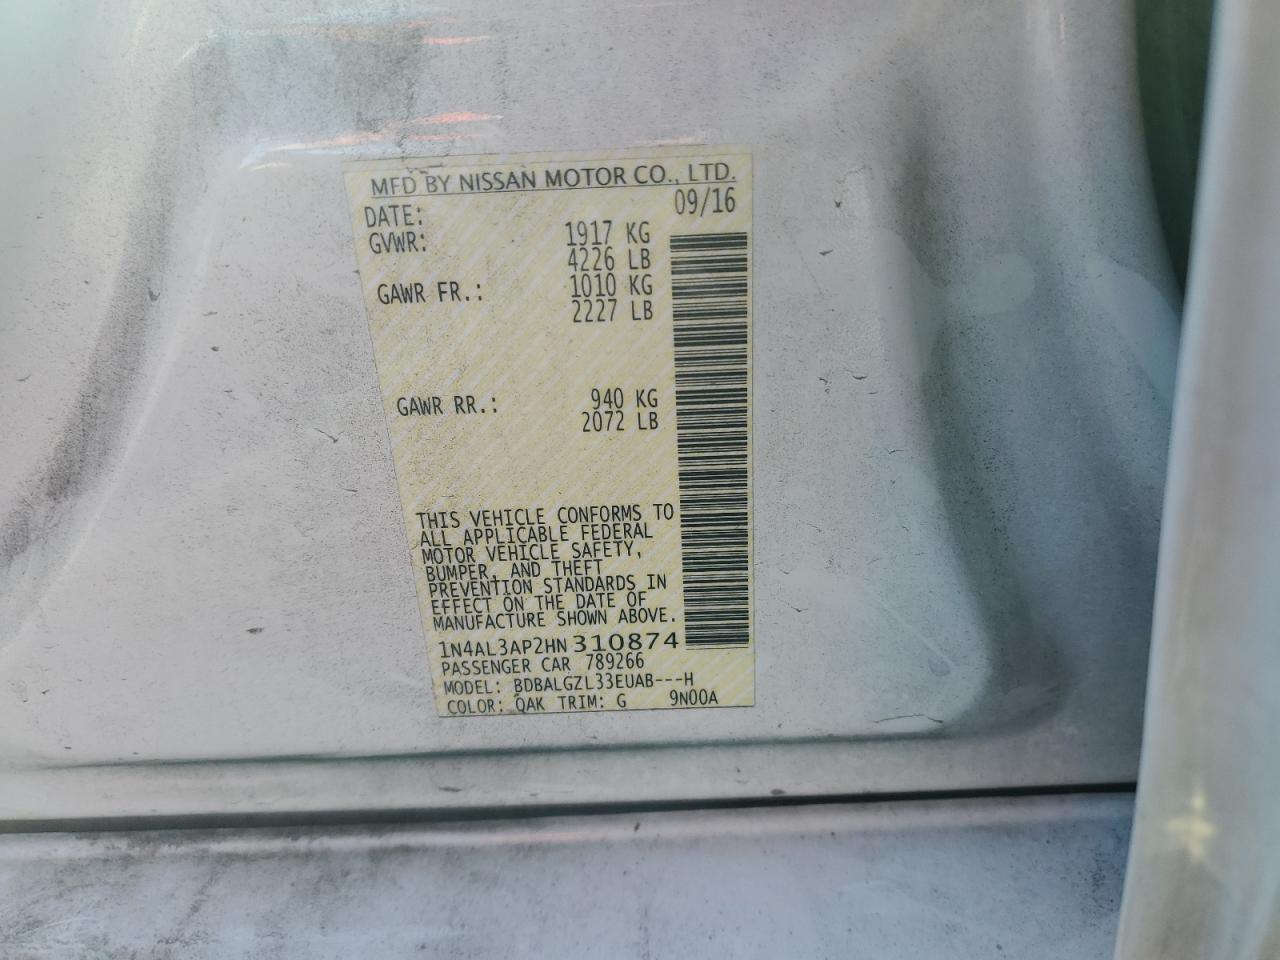 MFD BY NISSAN MOTOR CO., LTD.
DATE: 09/16
GVWR: 1917 KG
4226 LB
GAWR FR.: 1010 KG
2227 LB
GAWR RR.: 940 KG
2072 LB
THIS VEHICLE CONFORMS TO
ALL APPLICABLE FEDERAL
MOTOR VEHICLE SAFETY,
BUMPER, AND THEFT
PREVENTION STANDARDS IN
EFFECT ON THE DATE OF
MANUFACTURE SHOWN ABOVE.
1N4AL3AP2HN310874
PASSENGER CAR 789266
MODEL: BDBALGZL33EUAB---H
COLOR: QAK TRIM: G 9N00A